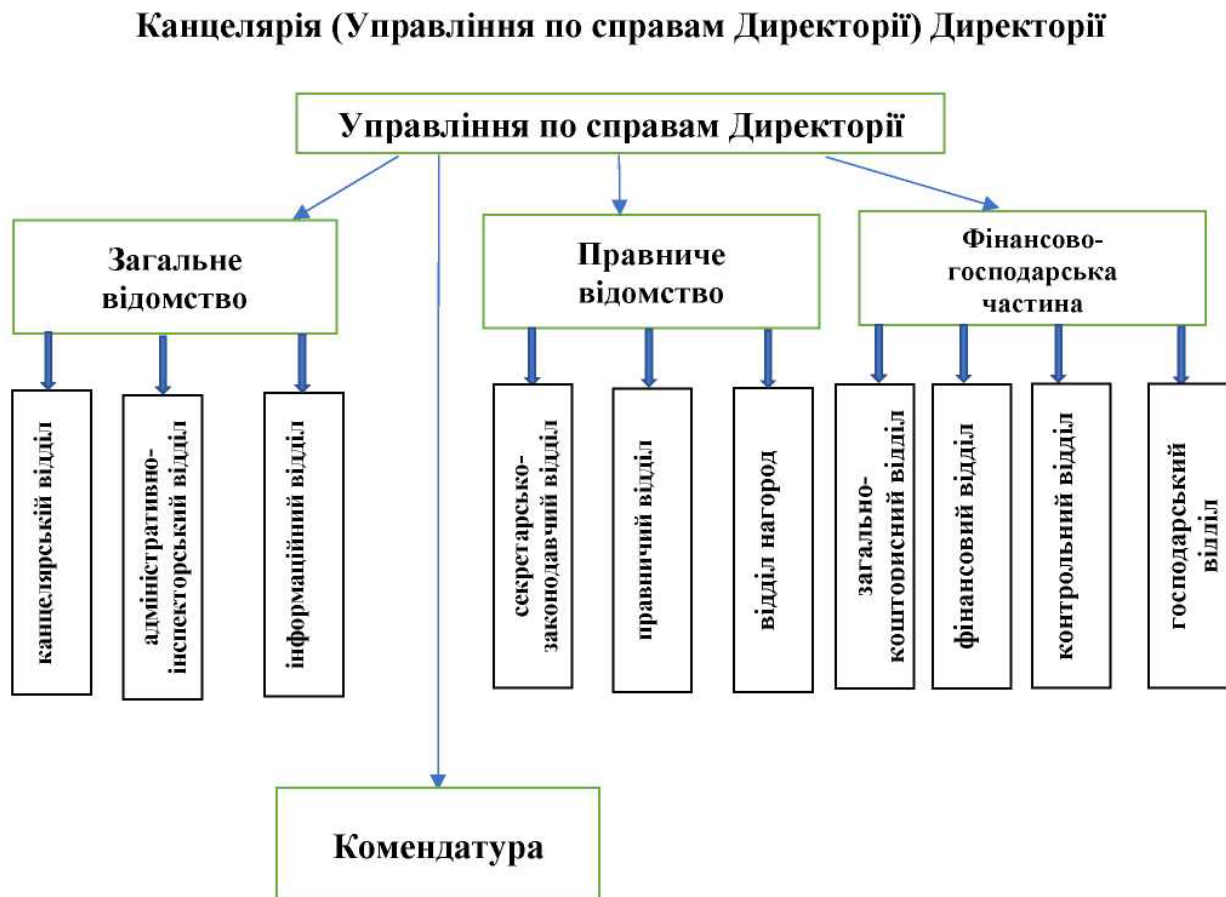 Канцелярія (Управління по справам Директорії) Директорії
Управління по справам Директорії
Загальне
відомство
Правниче
відомство
Фінансово-
господарська
частина
канцелярській відділ
адміністративно-
інспекторський відділ
інформаційний відділ
секретарсько-
законодавчий відділ
правничий відділ
відділ нагород
загально-
кошторисний відділ
фінансовий відділ
контрольний відділ
господарський
відділ
Комендатура